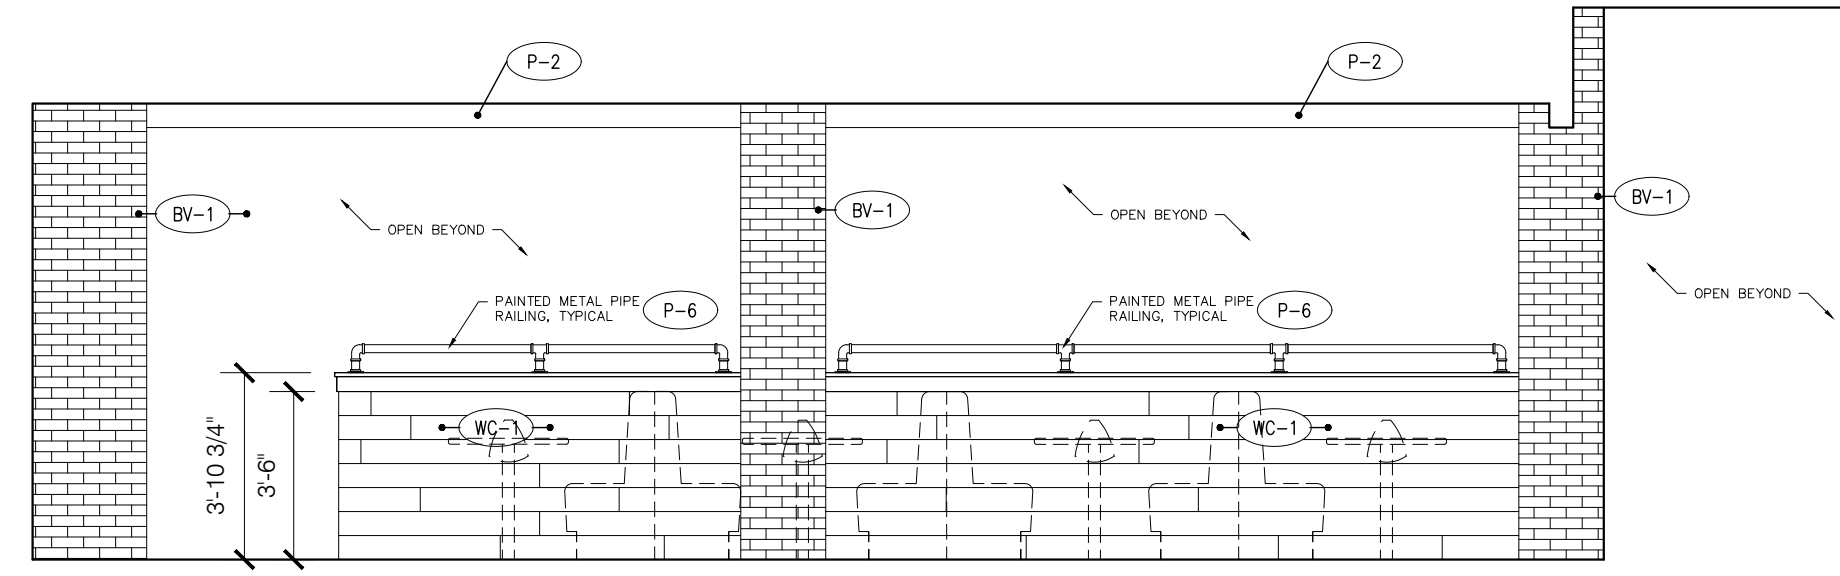 P-2
P-2
BV-1
BV-1
BV-1
OPEN BEYOND
OPEN BEYOND
OPEN BEYOND
PAINTED METAL PIPE
RAILING, TYPICAL
P-6
PAINTED METAL PIPE
RAILING, TYPICAL
P-6
3'-10 3/4"
3'-6"
WC-1
WC-1